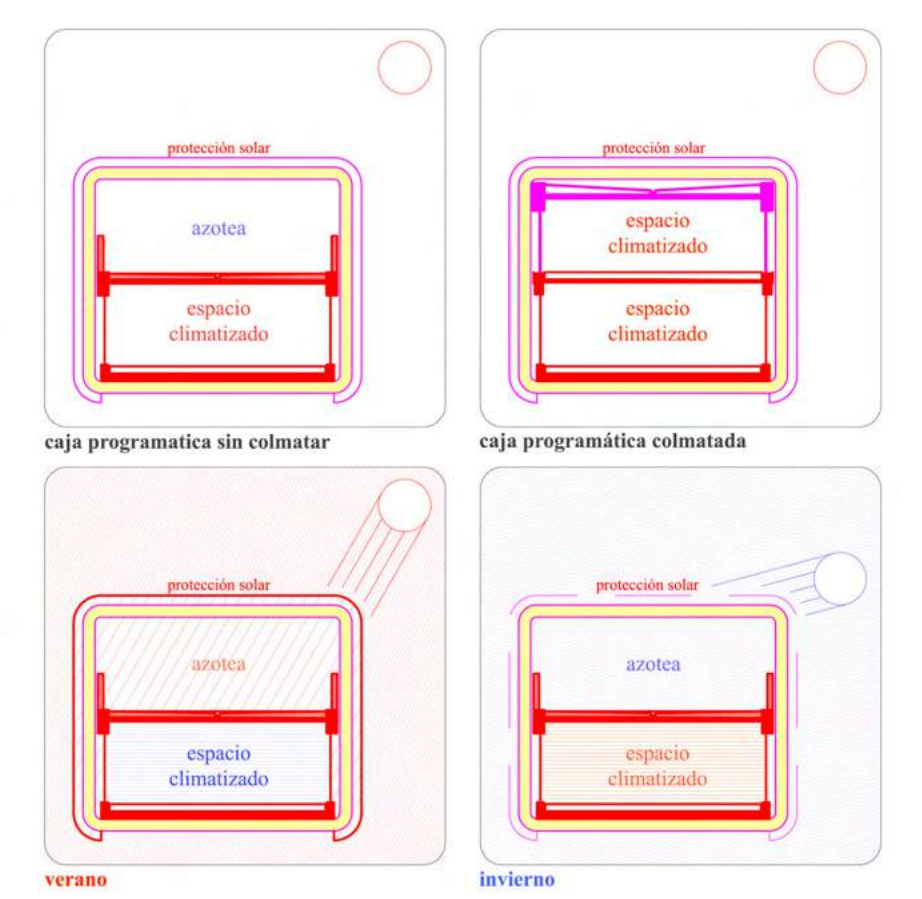 protección solar
azotea
espacio
climatizado
caja programatica sin colmatar
protección solar
espacio
climatizado
espacio
climatizado
caja programática colmatada
protección solar
azotea
espacio
climatizado
verano
protección solar
azotea
espacio
climatizado
invierno